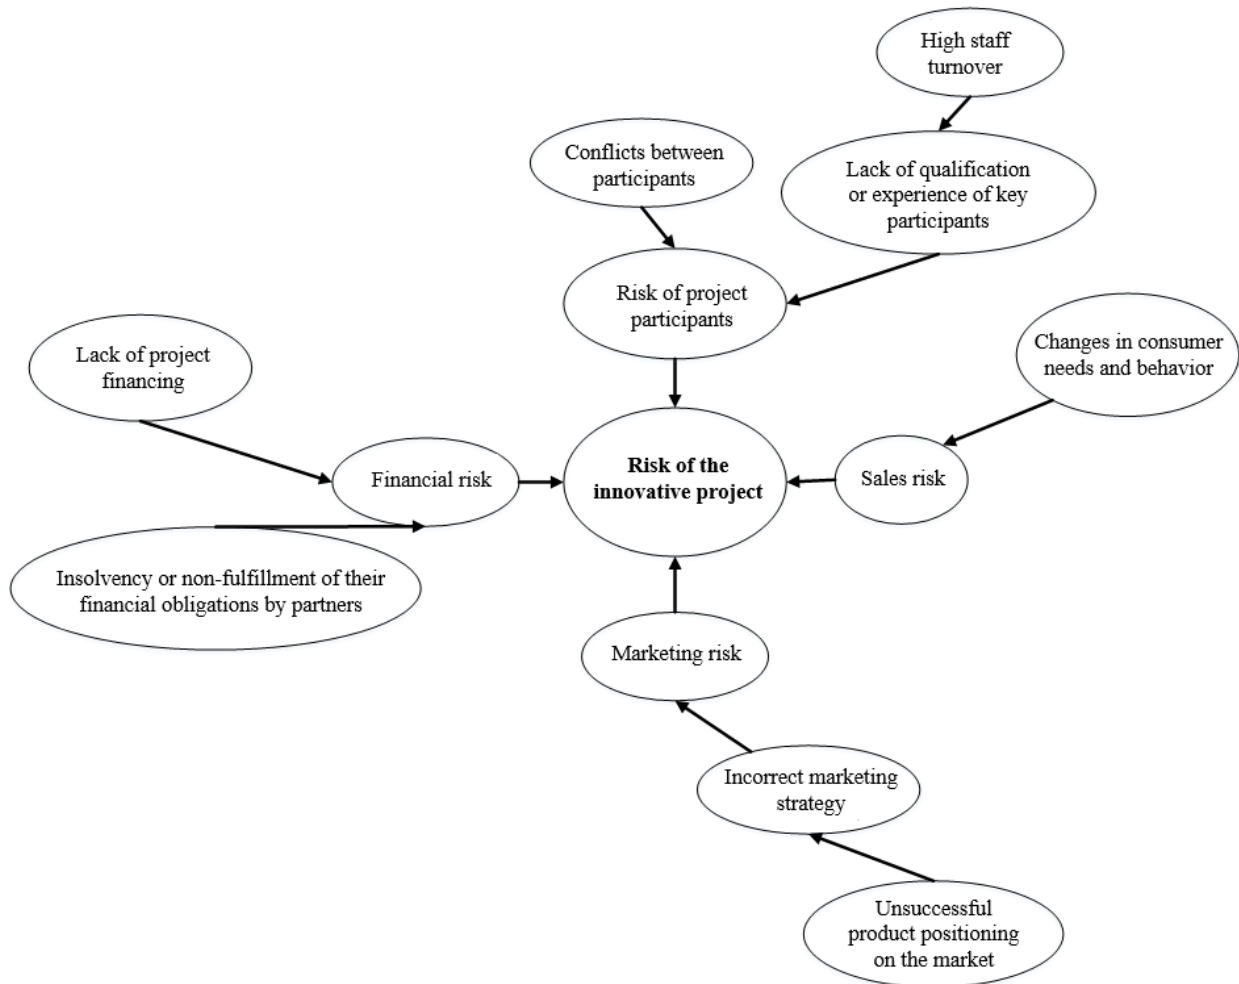 High staff
turnover
Conflicts between
participants
Lack of qualification
or experience of key
participants
Risk of project
participants
Changes in consumer
needs and behavior
Lack of project
financing
Financial risk
Risk of the
innovative project
Sales risk
Insolvency or non-fulfillment of their
financial obligations by partners
Marketing risk
Incorrect marketing
strategy
Unsuccessful
product positioning
on the market